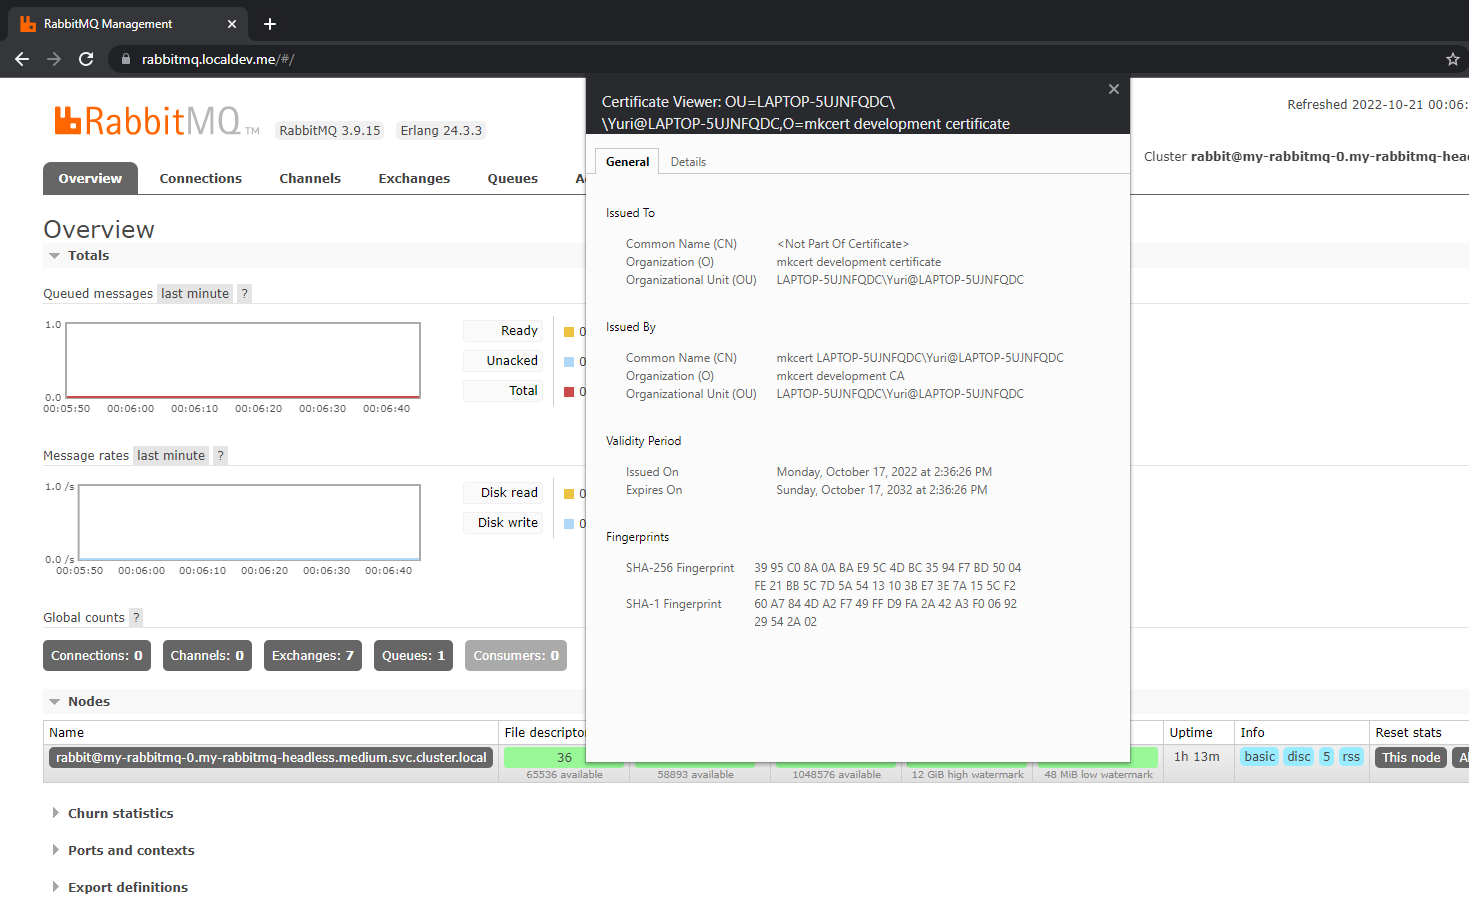 RabbitMQ Management
rabbitmq.localdev.me/#/
RabbitMQ TM
RabbitMQ 3.9.15
Erlang 24.3.3
Refreshed 2022-10-21 00:06:
Cluster rabbit@my-rabbitmq-0.my-rabbitmq-hea
Overview Connections Channels Exchanges Queues
Overview
Totals
Queued messages last minute ?
1.0
0.0
00:05:50 00:06:00 00:06:10 00:06:20 00:06:30 00:06:40
Ready 0
Unacked 0
Total 0
Message rates last minute ?
1.0 /s
0.0 /s
00:05:50 00:06:00 00:06:10 00:06:20 00:06:30 00:06:40
Disk read 0
Disk write 0
Global counts ?
Connections: 0 Channels: 0 Exchanges: 7 Queues: 1 Consumers: 0
Nodes
Name File descripto Uptime Info Reset stats
rabbit@my-rabbitmq-0.my-rabbitmq-headless.medium.svc.cluster.local 36 1h 13m basic disc 5 rss This node
65536 available 58893 available 1048576 available 12 GiB high watermark 48 MiB low watermark
Churn statistics
Ports and contexts
Export definitions
Certificate Viewer: OU=LAPTOP-5UJNFQDC\
\Yuri@LAPTOP-5UJNFQDC,O=mkcert development certificate
General Details
Issued To
Common Name (CN) <Not Part Of Certificate>
Organization (O) mkcert development certificate
Organizational Unit (OU) LAPTOP-5UJNFQDC\Yuri@LAPTOP-5UJNFQDC
Issued By
Common Name (CN) mkcert LAPTOP-5UJNFQDC\Yuri@LAPTOP-5UJNFQDC
Organization (O) mkcert development CA
Organizational Unit (OU) LAPTOP-5UJNFQDC\Yuri@LAPTOP-5UJNFQDC
Validity Period
Issued On Monday, October 17, 2022 at 2:36:26 PM
Expires On Sunday, October 17, 2032 at 2:36:26 PM
Fingerprints
SHA-256 Fingerprint 39 95 C0 8A 0A BA E9 5C 4D BC 35 94 F7 BD 50 04
FE 21 BB 5C 7D 5A 54 13 10 3B E7 3E 7A 15 5C F2
SHA-1 Fingerprint 60 A7 84 4D A2 F7 49 FF D9 FA 2A 42 A3 F0 06 92
29 54 2A 02